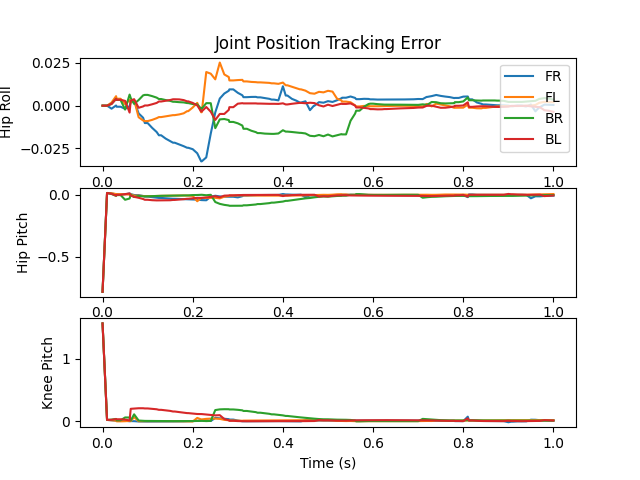 Joint Position Tracking Error
Hip Roll
0.025
0.000
−0.025
FR
FL
BR
BL
0.0 0.2 0.4 0.6 0.8 1.0
Hip Pitch
0.0
−0.5
0.0 0.2 0.4 0.6 0.8 1.0
Knee Pitch
1
0
0.0 0.2 0.4 0.6 0.8 1.0
Time (s)